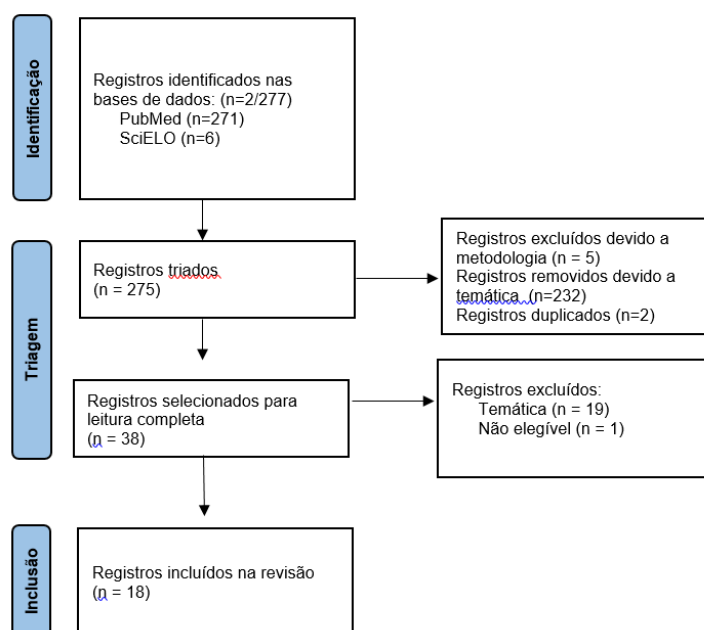 Identificação
Registros identificados nas
bases de dados: (n=2/277)
PubMed (n=271)
SciELO (n=6)
Triagem
Registros triados
(n = 275)
Registros excluídos devido a
metodologia (n = 5)
Registros removidos devido a
temática (n=232)
Registros duplicados (n=2)
Registros selecionados para
leitura completa
(n = 38)
Registros excluídos:
Temática (n = 19)
Não elegível (n = 1)
Inclusão
Registros incluídos na revisão
(n = 18)